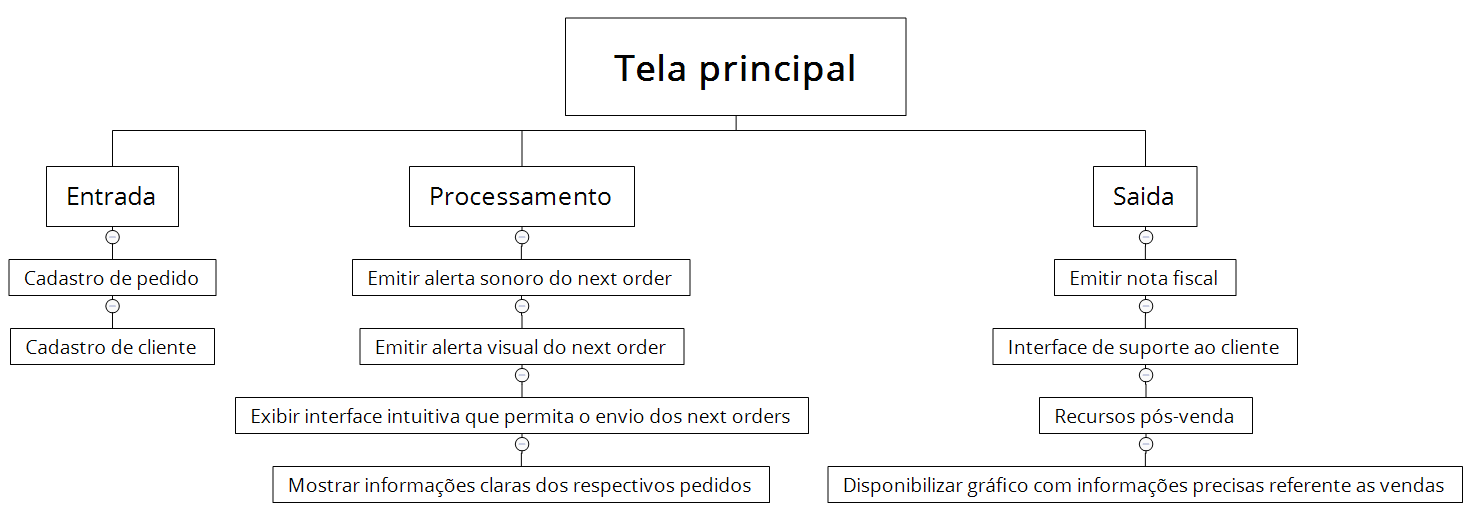 Tela principal
Entrada
Processamento
Saida
Cadastro de pedido
Emitir alerta sonoro do next order
Emitir nota fiscal
Cadastro de cliente
Emitir alerta visual do next order
Interface de suporte ao cliente
Exibir interface intuitiva que permita o envio dos next orders
Recursos pós-venda
Mostrar informações claras dos respectivos pedidos
Disponibilizar gráfico com informações precisas referente as vendas